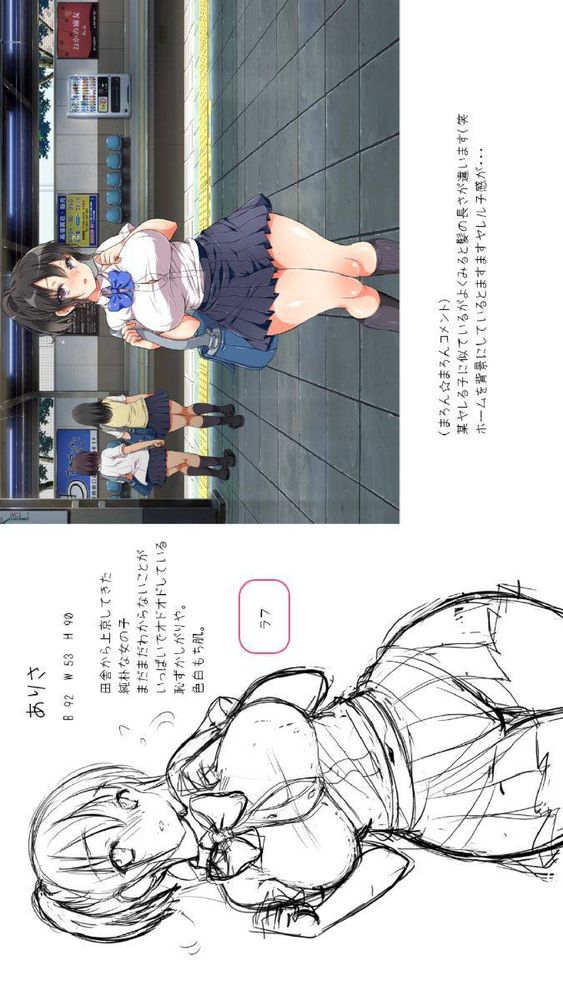 ありさ
B 92 W 53 H 90
田舎から上京してきた
純朴な女の子
まだまだわからないことが
いっぱいでオドオドしている
恥ずかしがりや。
色白もち肌。
ラフ
おかの麻友
(まろん☆まろんコメント)
某ヤレる子に似ているがよくみると髪の長さが違います(笑
ホームを背景にしているとますますヤレル子感が...